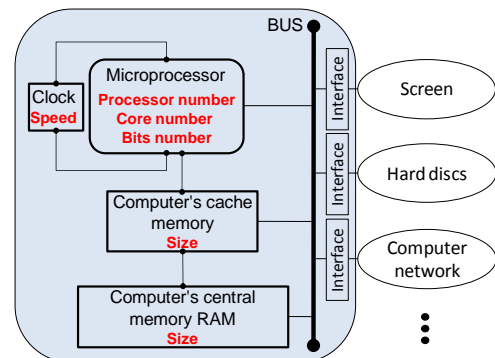 BUS
Microprocessor
Processor number
Core number
Bits number
Clock
Speed
Computer's cache
memory
Size
Computer's central
memory RAM
Size
Interface
Screen
Interface
Hard discs
Interface
Computer
network